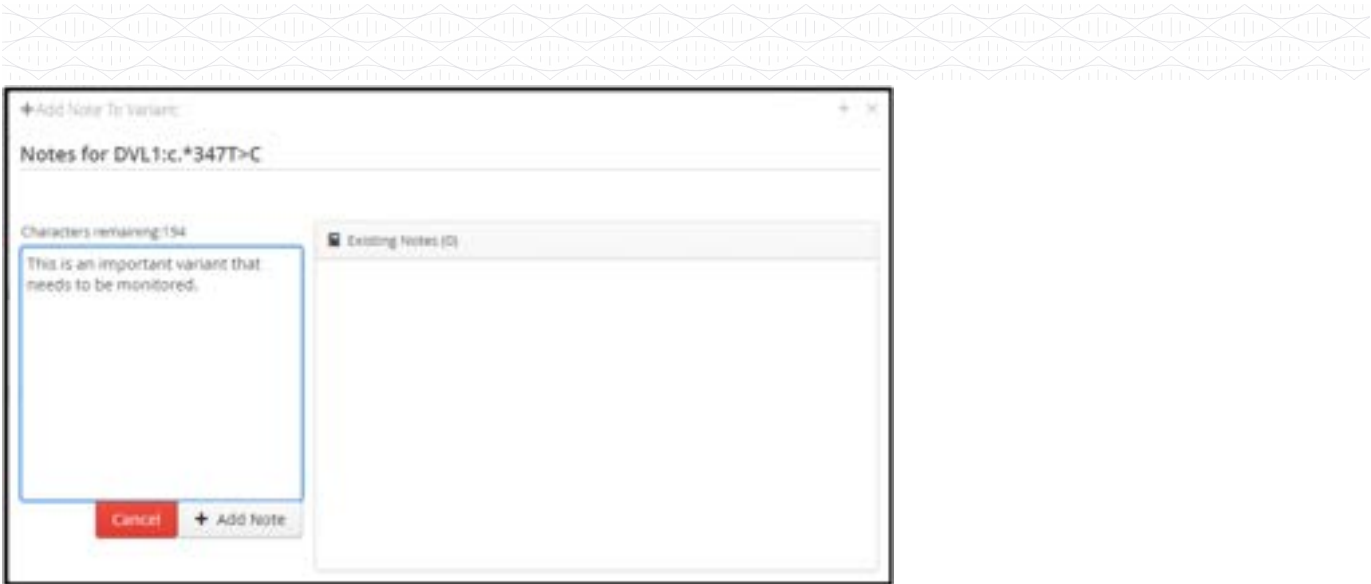 +Add Note To Variant:
+ ×
Notes for DVL1:c.*347T>C
Characters remaining:194
Existing Notes (0)
This is an important variant that
needs to be monitored.
Cancel
+ Add Note